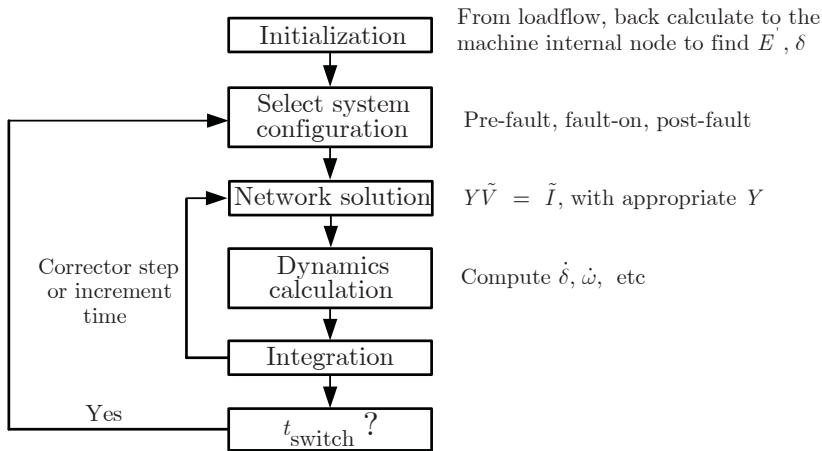 Initialization
From loadflow, back calculate to the
machine internal node to find E', δ
Select system
configuration
Pre-fault, fault-on, post-fault
Network solution
YṼ = Ĩ, with appropriate Y
Dynamics
calculation
Compute δ̇, ω̇, etc
Corrector step
or increment
time
Integration
Yes
t_switch ?